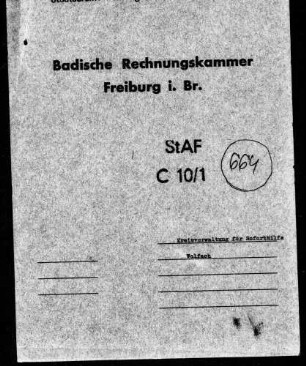 Badische Rechnungskammer
Freiburg i. Br.
StAF
C 10/1
664
Kreisverwaltung für Soforthilfe
Wolfach